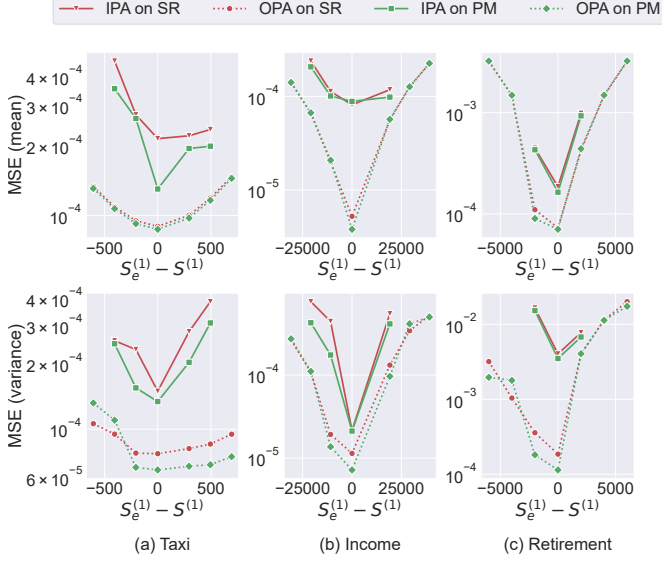 IPA on SR OPA on SR IPA on PM OPA on PM
MSE (mean)
4 × 10⁻⁴
3 × 10⁻⁴
2 × 10⁻⁴
10⁻⁴
−500 0 500
S_e^(1) − S^(1)
10⁻⁴
10⁻⁵
−25000 0 25000
S_e^(1) − S^(1)
10⁻³
10⁻⁴
−5000 0 5000
S_e^(1) − S^(1)
MSE (variance)
4 × 10⁻⁴
3 × 10⁻⁴
2 × 10⁻⁴
10⁻⁴
6 × 10⁻⁵
−500 0 500
S_e^(1) − S^(1)
(a) Taxi
10⁻⁴
10⁻⁵
−25000 0 25000
S_e^(1) − S^(1)
(b) Income
10⁻²
10⁻³
10⁻⁴
−5000 0 5000
S_e^(1) − S^(1)
(c) Retirement